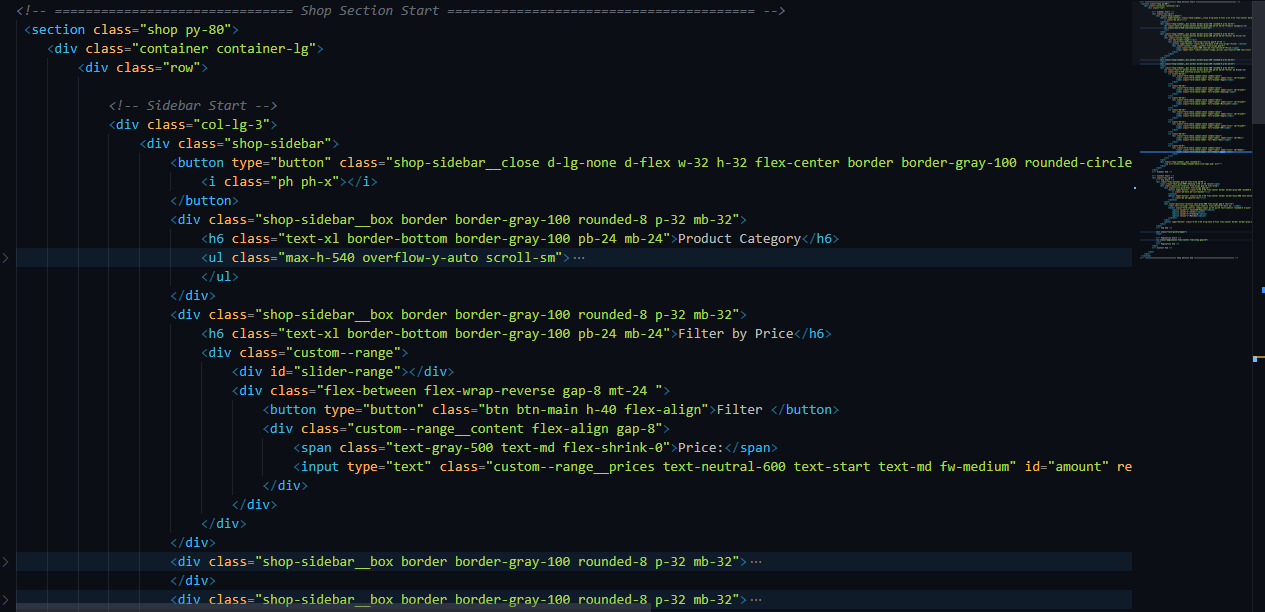 <!-- =============================== Shop Section Start ======================================== -->
<section class="shop py-80">
<div class="container container-lg">
<div class="row">
<!-- Sidebar Start -->
<div class="col-lg-3">
<div class="shop-sidebar">
<button type="button" class="shop-sidebar__close d-lg-none d-flex w-32 h-32 flex-center border border-gray-100 rounded-circle
<i class="ph ph-x"></i>
</button>
<div class="shop-sidebar__box border border-gray-100 rounded-8 p-32 mb-32">
<h6 class="text-xl border-bottom border-gray-100 pb-24 mb-24">Product Category</h6>
<ul class="max-h-540 overflow-y-auto scroll-sm">…
</ul>
</div>
<div class="shop-sidebar__box border border-gray-100 rounded-8 p-32 mb-32">
<h6 class="text-xl border-bottom border-gray-100 pb-24 mb-24">Filter by Price</h6>
<div class="custom--range">
<div id="slider-range"></div>
<div class="flex-between flex-wrap-reverse gap-8 mt-24 ">
<button type="button" class="btn btn-main h-40 flex-align">Filter </button>
<div class="custom--range__content flex-align gap-8">
<span class="text-gray-500 text-md flex-shrink-0">Price:</span>
<input type="text" class="custom--range__prices text-neutral-600 text-start text-md fw-medium" id="amount" re
</div>
</div>
</div>
</div>
<div class="shop-sidebar__box border border-gray-100 rounded-8 p-32 mb-32">…
</div>
<div class="shop-sidebar__box border border-gray-100 rounded-8 p-32 mb-32">…